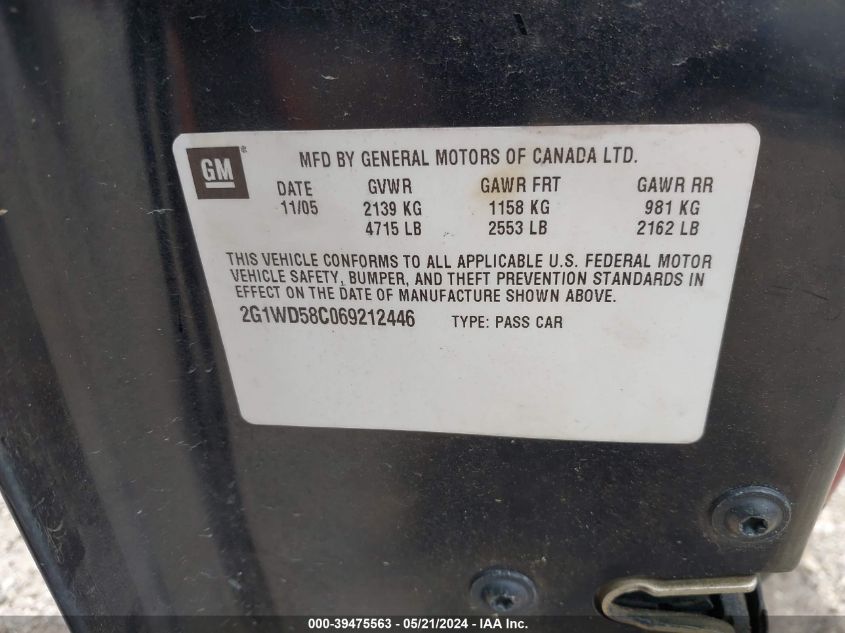 GM
MFD BY GENERAL MOTORS OF CANADA LTD.
DATE GVWR GAWR FRT GAWR RR
11/05 2139 KG 1158 KG 981 KG
4715 LB 2553 LB 2162 LB
THIS VEHICLE CONFORMS TO ALL APPLICABLE U.S. FEDERAL MOTOR
VEHICLE SAFETY, BUMPER, AND THEFT PREVENTION STANDARDS IN
EFFECT ON THE DATE OF MANUFACTURE SHOWN ABOVE.
2G1WD58C069212446 TYPE: PASS CAR
000-39475563 - 05/21/2024 - IAA Inc.